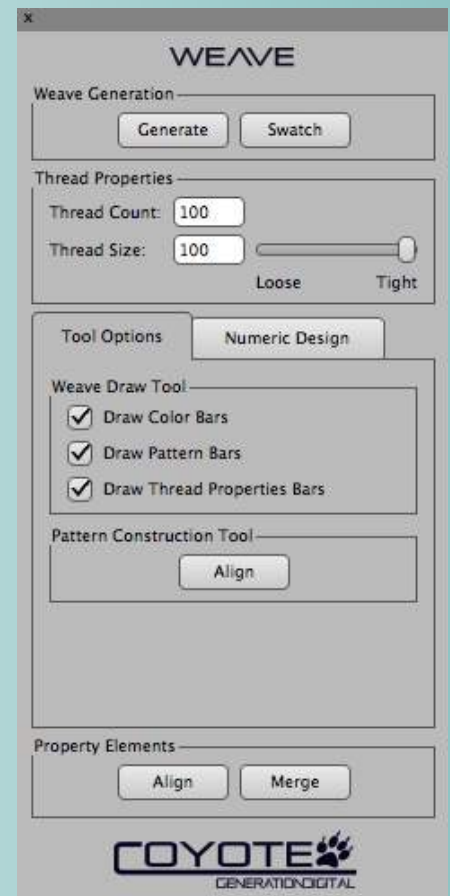 x
WEAVE
Weave Generation
Generate Swatch
Thread Properties
Thread Count: 100
Thread Size: 100
Loose Tight
Tool Options Numeric Design
Weave Draw Tool
Draw Color Bars
Draw Pattern Bars
Draw Thread Properties Bars
Pattern Construction Tool
Align
Property Elements
Align Merge
COYOTE
GENERATIONDIGITAL